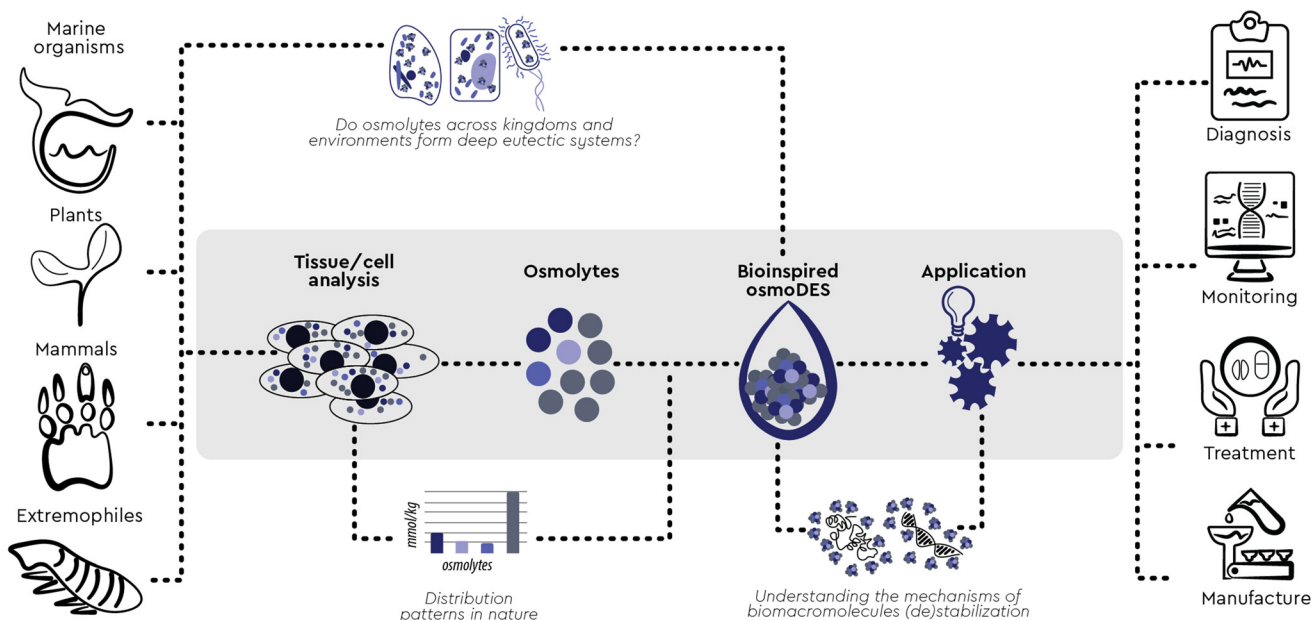 Marine
organisms
Plants
Mammals
Extremophiles
Do osmolytes across kingdoms and
environments form deep eutectic systems?
Tissue/cell
analysis
Osmolytes
Bioinspired
osmoDES
Application
mmol/kg
osmolytes
Distribution
patterns in nature
Understanding the mechanisms of
biomacromolecules (de)stabilization
Diagnosis
Monitoring
Treatment
Manufacture